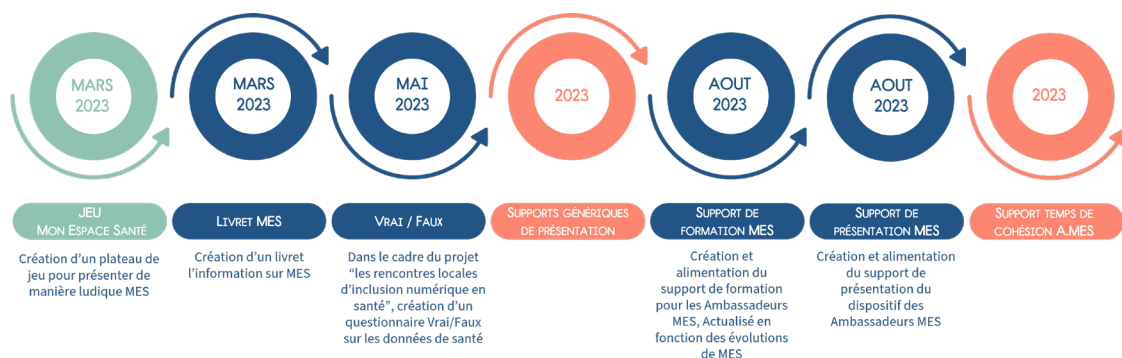 MARS
2023
MARS
2023
MAI
2023
2023
AOUT
2023
AOUT
2023
2023
JEU
MON ESPACE SANTÉ
LIVRET MES
VRAI / FAUX
SUPPORTS GÉNÉRIQUES
DE PRÉSENTATION
SUPPORT DE
FORMATION MES
SUPPORT DE
PRÉSENTATION MES
SUPPORT TEMPS DE
COHÉSION A.MES
Création d'un plateau de
jeu pour présenter de
manière ludique MES
Création d'un livret
l'information sur MES
Dans le cadre du projet
“les rencontres locales
d'inclusion numérique en
santé”, création d'un
questionnaire Vrai/Faux
sur les données de santé
Création et
alimentation du
support de formation
pour les Ambassadeurs
MES, Actualisé en
fonction des évolutions
de MES
Création et alimentation
du support de
présentation du
dispositif des
Ambassadeurs MES